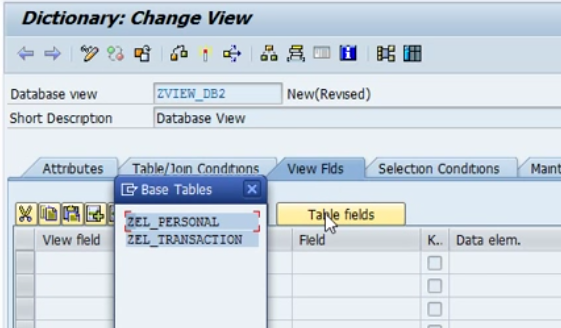 Dictionary: Change View
Database view ZVIEW_DB2 New(Revised)
Short Description Database View
Attributes Table/Join Conditions View Flds Selection Conditions Maint
Base Tables
ZEL_PERSONAL
ZEL_TRANSACTION
Table fields
View field Field K.. Data elem.